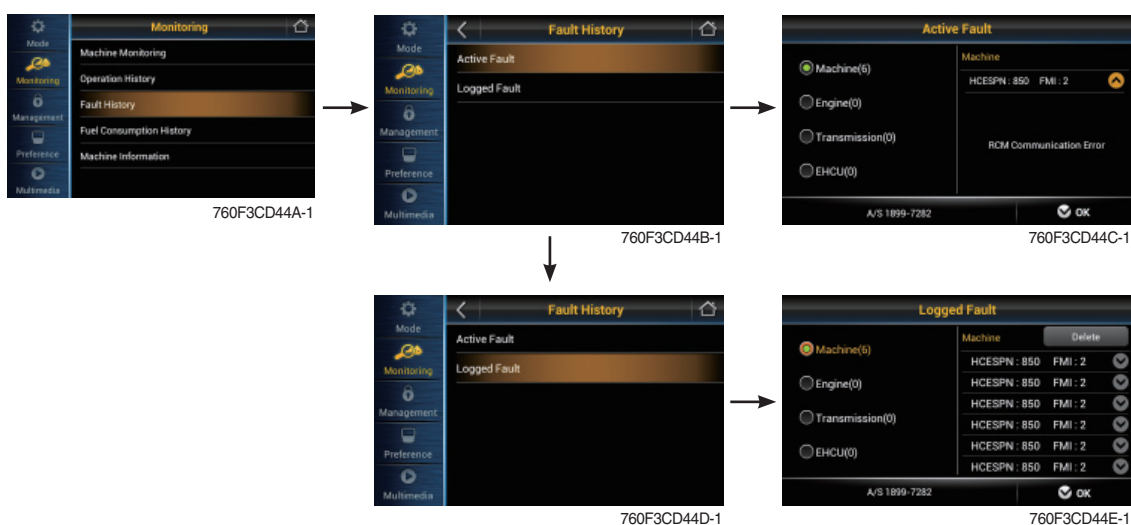 Mode
Monitoring
Management
Preference
Multimedia
Monitoring
Machine Monitoring
Operation History
Fault History
Fuel Consumption History
Machine Information
760F3CD44A-1
Mode
Monitoring
Management
Preference
Multimedia
Fault History
Active Fault
Logged Fault
760F3CD44B-1
Active Fault
Machine(6)
Engine(0)
Transmission(0)
EHCU(0)
Machine
HCESPN : 850 FMI : 2
RCM Communication Error
A/S 1899-7282
OK
760F3CD44C-1
Mode
Monitoring
Management
Preference
Multimedia
Fault History
Active Fault
Logged Fault
760F3CD44D-1
Logged Fault
Machine(6)
Engine(0)
Transmission(0)
EHCU(0)
Machine
Delete
HCESPN : 850 FMI : 2
HCESPN : 850 FMI : 2
HCESPN : 850 FMI : 2
HCESPN : 850 FMI : 2
HCESPN : 850 FMI : 2
HCESPN : 850 FMI : 2
A/S 1899-7282
OK
760F3CD44E-1